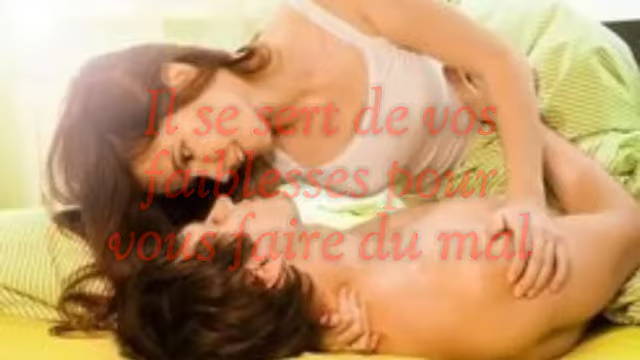 Il se sert de vos
faiblesses pour
vous faire du mal